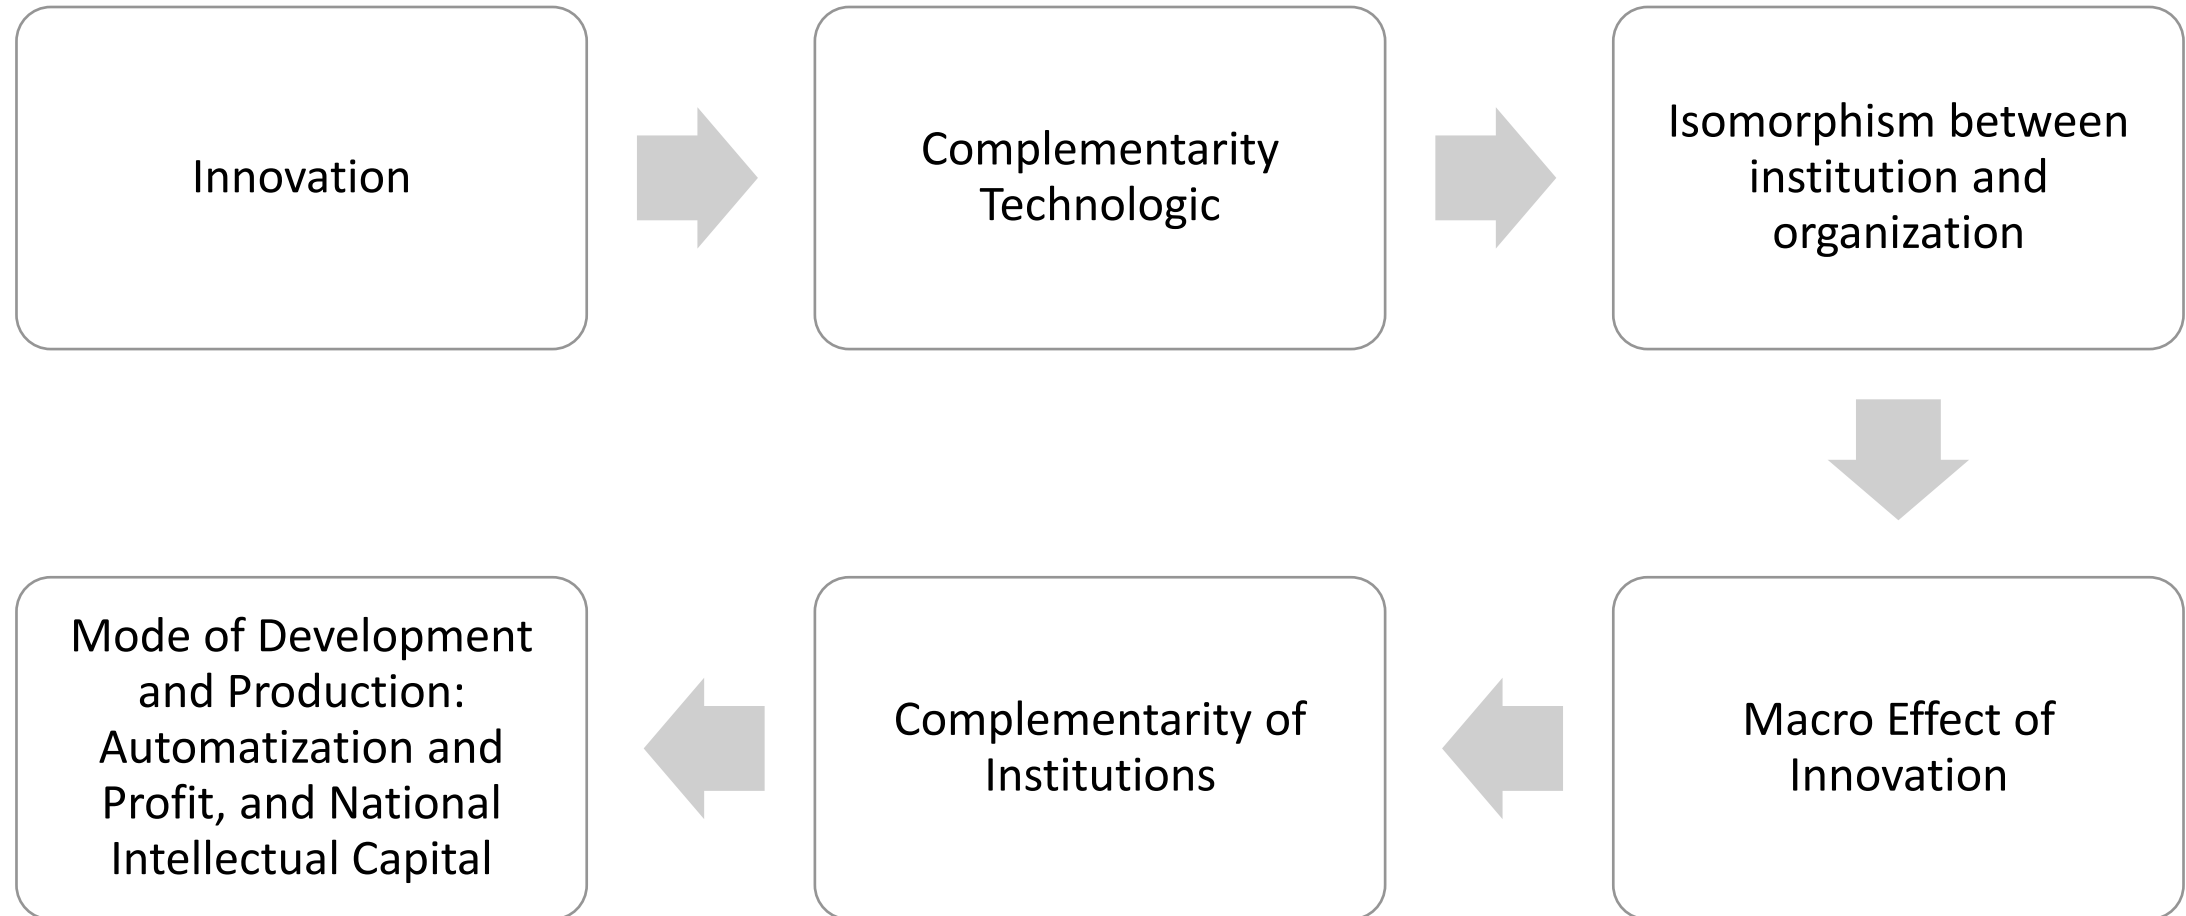 Innovation
Complementarity
Technologic
Isomorphism between
institution and
organization
Macro Effect of
Innovation
Complementarity of
Institutions
Mode of Development
and Production:
Automatization and
Profit, and National
Intellectual Capital